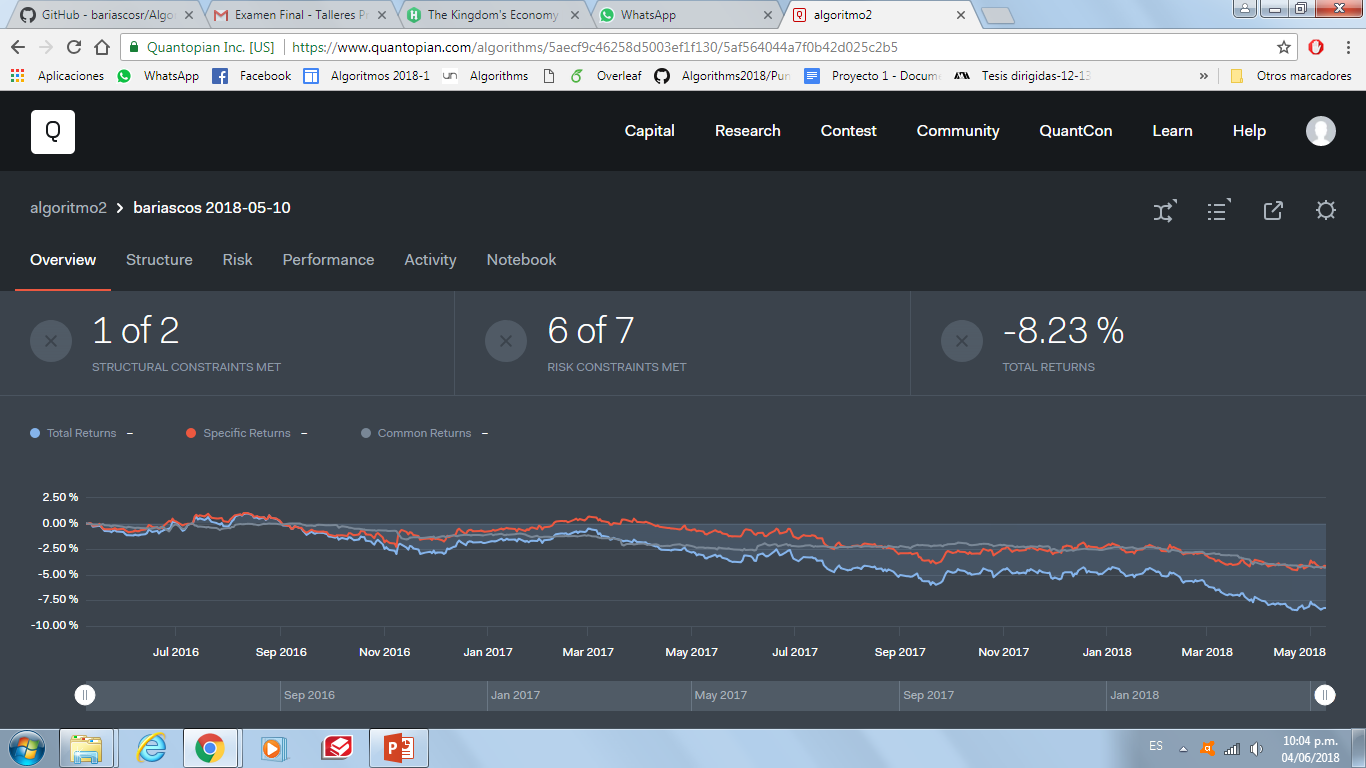 GitHub - bariascosr/Algo
Examen Final - Talleres P
The Kingdom's Economy
WhatsApp
algoritmo2
Quantopian Inc. [US] https://www.quantopian.com/algorithms/5aecf9c46258d5003ef1f130/5af564044a7f0b42d025c2b5
Aplicaciones WhatsApp Facebook Algoritmos 2018-1 Algorithms Overleaf Algorithms2018/Pun Proyecto 1 - Docume Tesis dirigidas-12-13 » Otros marcadores
Q Capital Research Contest Community QuantCon Learn Help
algoritmo2 > bariascos 2018-05-10
Overview Structure Risk Performance Activity Notebook
1 of 2
STRUCTURAL CONSTRAINTS MET
6 of 7
RISK CONSTRAINTS MET
-8.23 %
TOTAL RETURNS
Total Returns – Specific Returns – Common Returns –
2.50 %
0.00 %
-2.50 %
-5.00 %
-7.50 %
-10.00 %
Jul 2016 Sep 2016 Nov 2016 Jan 2017 Mar 2017 May 2017 Jul 2017 Sep 2017 Nov 2017 Jan 2018 Mar 2018 May 2018
Sep 2016 Jan 2017 May 2017 Sep 2017 Jan 2018
ES
10:04 p.m.
04/06/2018